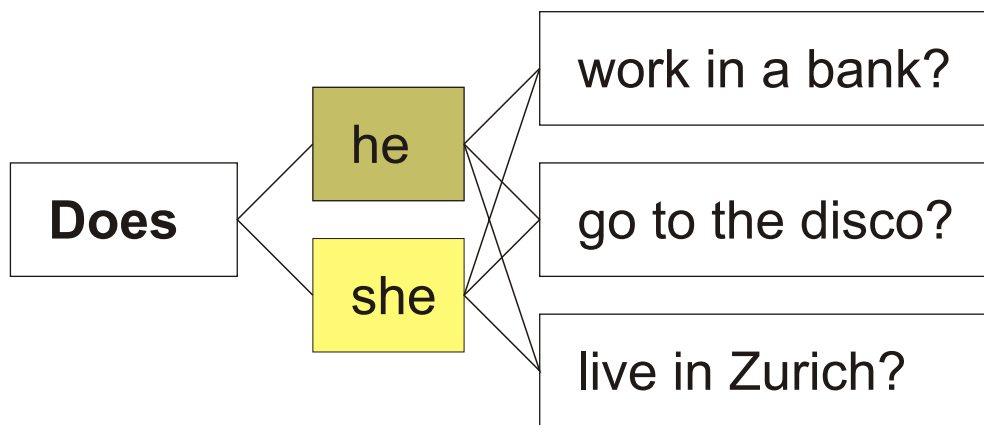 Does
he
she
work in a bank?
go to the disco?
live in Zurich?